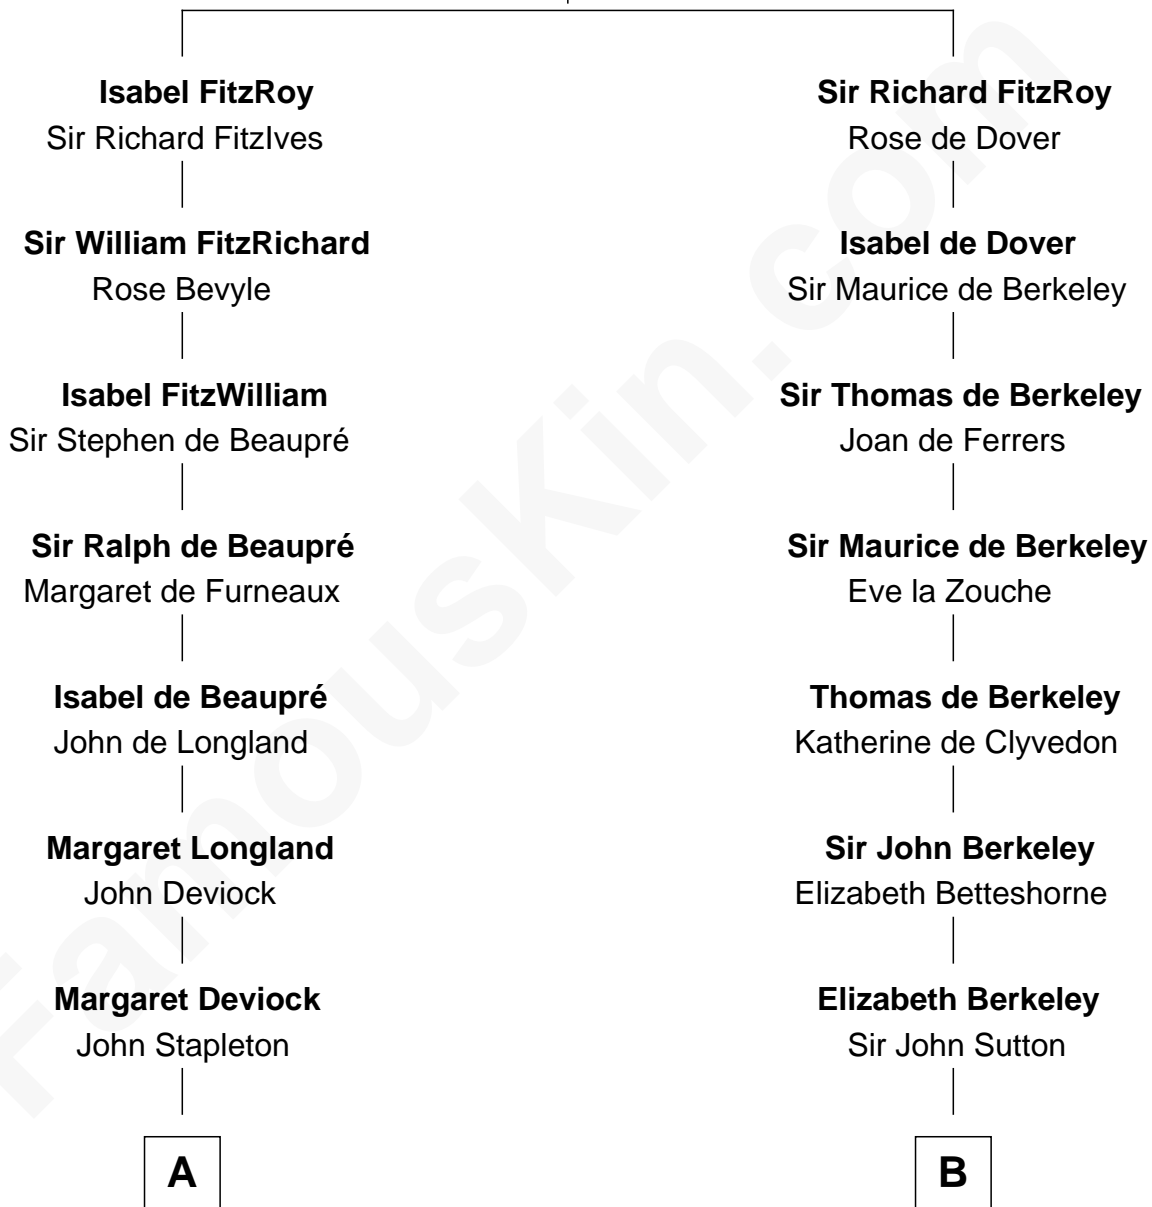 Isabel FitzRoy
Sir Richard FitzIves
Sir William FitzRichard
Rose Bevyle
Isabel FitzWilliam
Sir Stephen de Beaupré
Sir Ralph de Beaupré
Margaret de Furneaux
Isabel de Beaupré
John de Longland
Margaret Longland
John Deviock
Margaret Deviock
John Stapleton
A
Sir Richard FitzRoy
Rose de Dover
Isabel de Dover
Sir Maurice de Berkeley
Sir Thomas de Berkeley
Joan de Ferrers
Sir Maurice de Berkeley
Eve la Zouche
Thomas de Berkeley
Katherine de Clyvedon
Sir John Berkeley
Elizabeth Betteshorne
Elizabeth Berkeley
Sir John Sutton
B
FamousKin.com